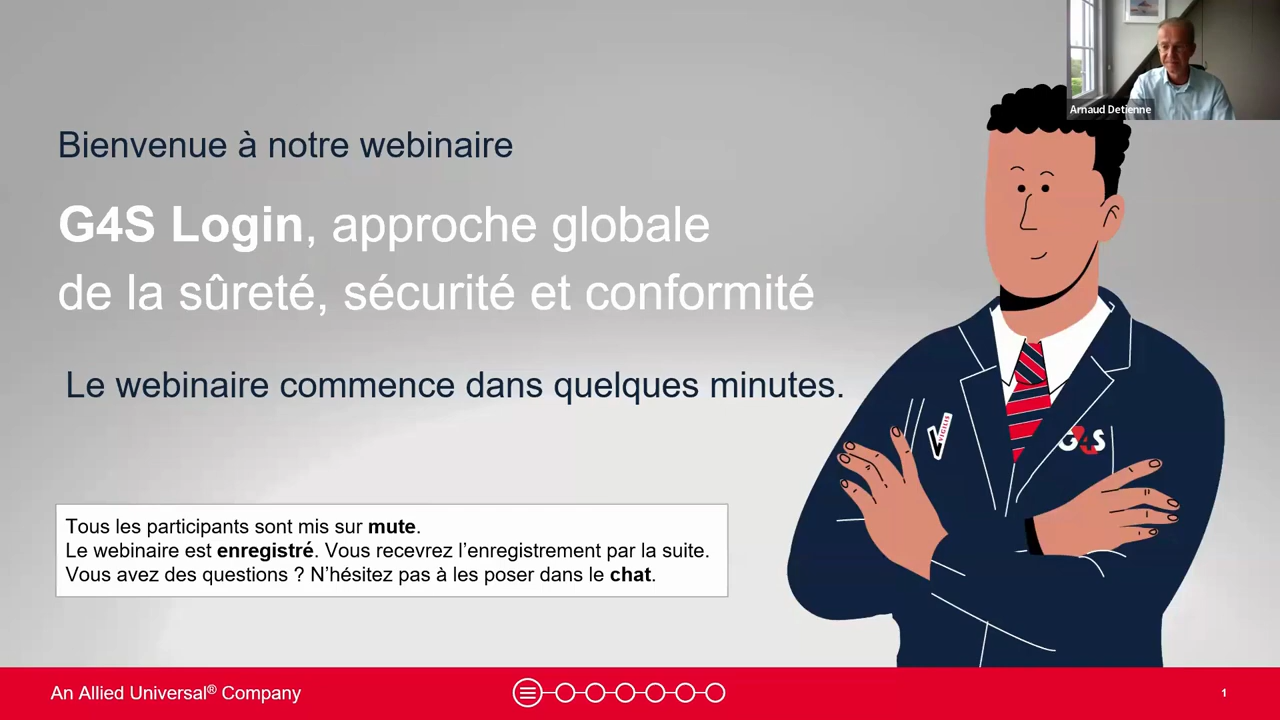 Arnaud Detienne
Bienvenue à notre webinaire
G4S Login, approche globale
de la sûreté, sécurité et conformité
Le webinaire commence dans quelques minutes.
VIGILIS
G4S
Tous les participants sont mis sur mute.
Le webinaire est enregistré. Vous recevrez l’enregistrement par la suite.
Vous avez des questions ? N’hésitez pas à les poser dans le chat.
An Allied Universal® Company
1